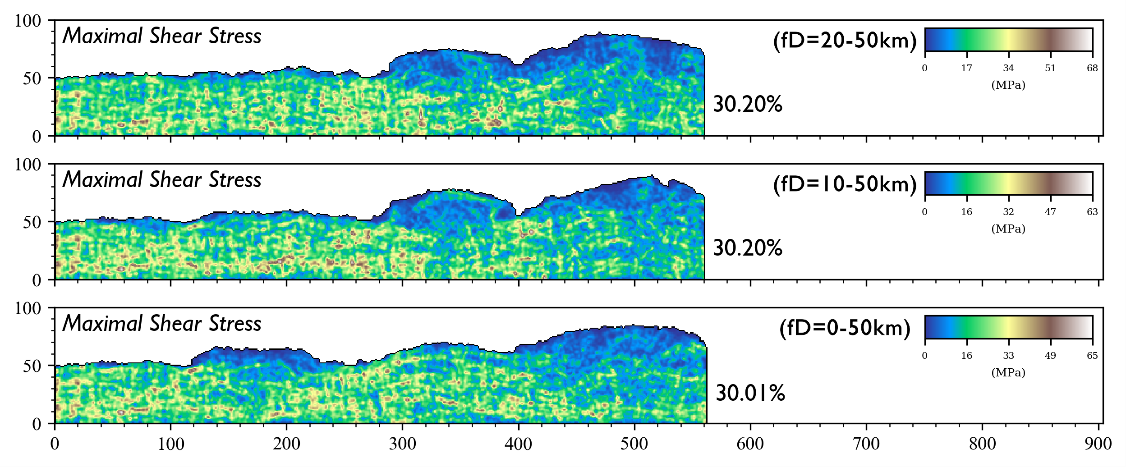 100
Maximal Shear Stress
(fD=20-50km)
0 17 34 51 68
(MPa)
50
30.20%
0
100
Maximal Shear Stress
(fD=10-50km)
0 16 32 47 63
(MPa)
50
30.20%
0
100
Maximal Shear Stress
(fD=0-50km)
0 16 33 49 65
(MPa)
50
30.01%
0
0 100 200 300 400 500 600 700 800 900